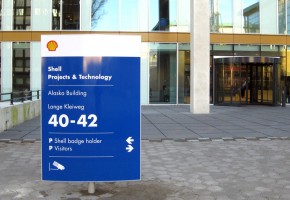 Shell
Projects & Technology
Alaska Building
Lange Kleiweg
40-42
P Shell badge holder
P Visitors